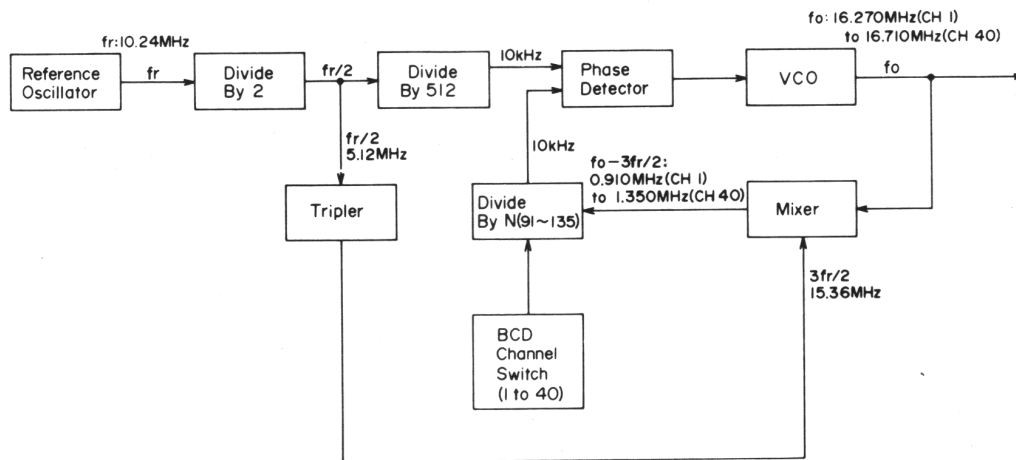 fr:10.24MHz
Reference
Oscillator
fr
Divide
By 2
fr/2
Divide
By 512
10kHz
Phase
Detector
VCO
fo: 16.270MHz(CH 1)
to 16.710MHz(CH 40)
fo
fr/2
5.12MHz
Tripler
10kHz
Divide
By N(91~135)
fo-3fr/2:
0.910MHz(CH 1)
to 1.350MHz(CH 40)
Mixer
3fr/2
15.36MHz
BCD
Channel
Switch
(1 to 40)